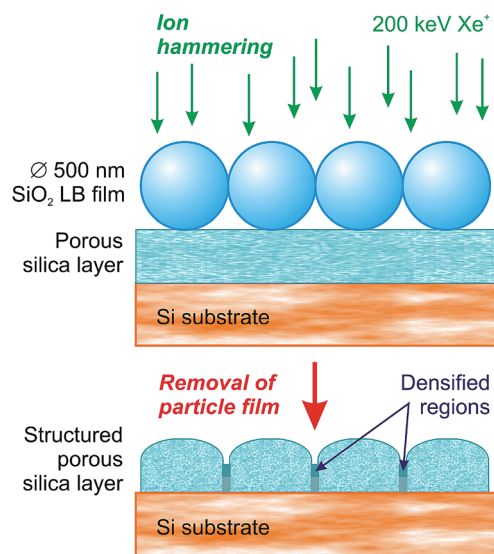 Ion
hammering
200 keV Xe⁺
∅ 500 nm
SiO₂ LB film
Porous
silica layer
Si substrate
Removal of
particle film
Densified
regions
Structured
porous
silica layer
Si substrate